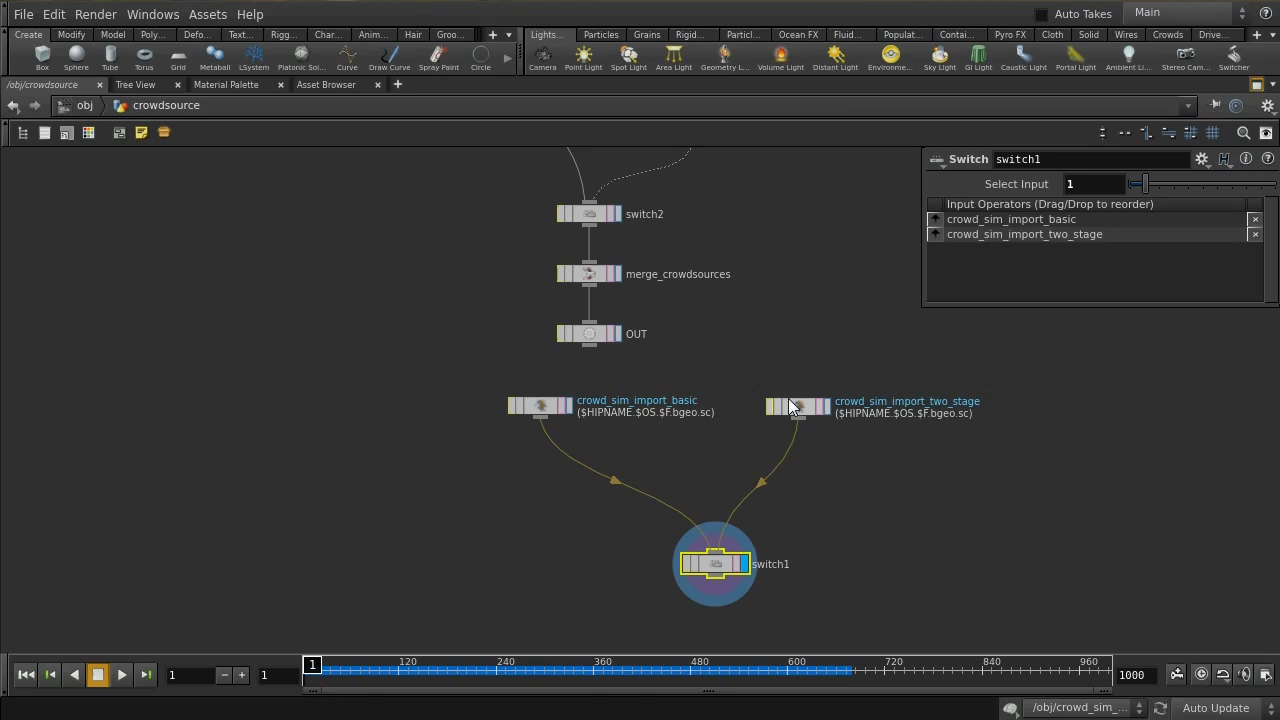 File Edit Render Windows Assets Help Auto Takes Main
Create Modify Model Poly... Defo... Text... Rigg... Char... Anim... Hair Groo... Lights... Particles Grains Rigid... Particl... Ocean FX Fluid... Populat... Contai... Pyro FX Cloth Solid Wires Crowds Drive...
Box Sphere Tube Torus Grid Metaball LSystem Platonic Sol... Curve Draw Curve Spray Paint Circle Camera Point Light Spot Light Area Light Geometry L... Volume Light Distant Light Environme... Sky Light GI Light Caustic Light Portal Light Ambient Li... Stereo Cam... Switcher
/obj/crowdsource Tree View Material Palette Asset Browser
obj crowdsource
Switch switch1
Select Input 1
Input Operators (Drag/Drop to reorder)
crowd_sim_import_basic
crowd_sim_import_two_stage
switch2
merge_crowdsources
OUT
crowd_sim_import_basic
($HIPNAME.$OS.$F.bgeo.sc)
crowd_sim_import_two_stage
($HIPNAME.$OS.$F.bgeo.sc)
switch1
1 1 1 120 240 360 480 600 720 840 960 1000
/obj/crowd_sim_... Auto Update